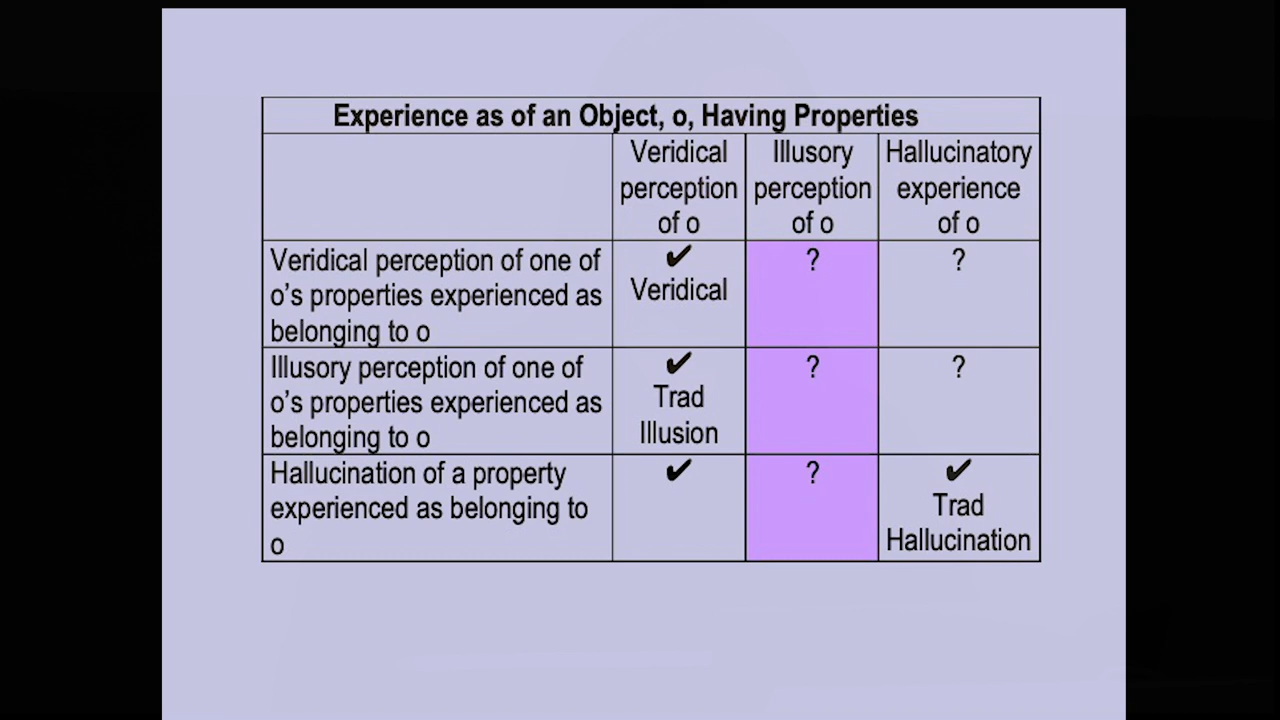 Experience as of an Object, o, Having Properties
Veridical perception of o
Illusory perception of o
Hallucinatory experience of o
Veridical perception of one of
o's properties experienced as
belonging to o
✔
Veridical
?
?
Illusory perception of one of
o's properties experienced as
belonging to o
✔
Trad
Illusion
?
?
Hallucination of a property
experienced as belonging to
o
✔
?
✔
Trad
Hallucination